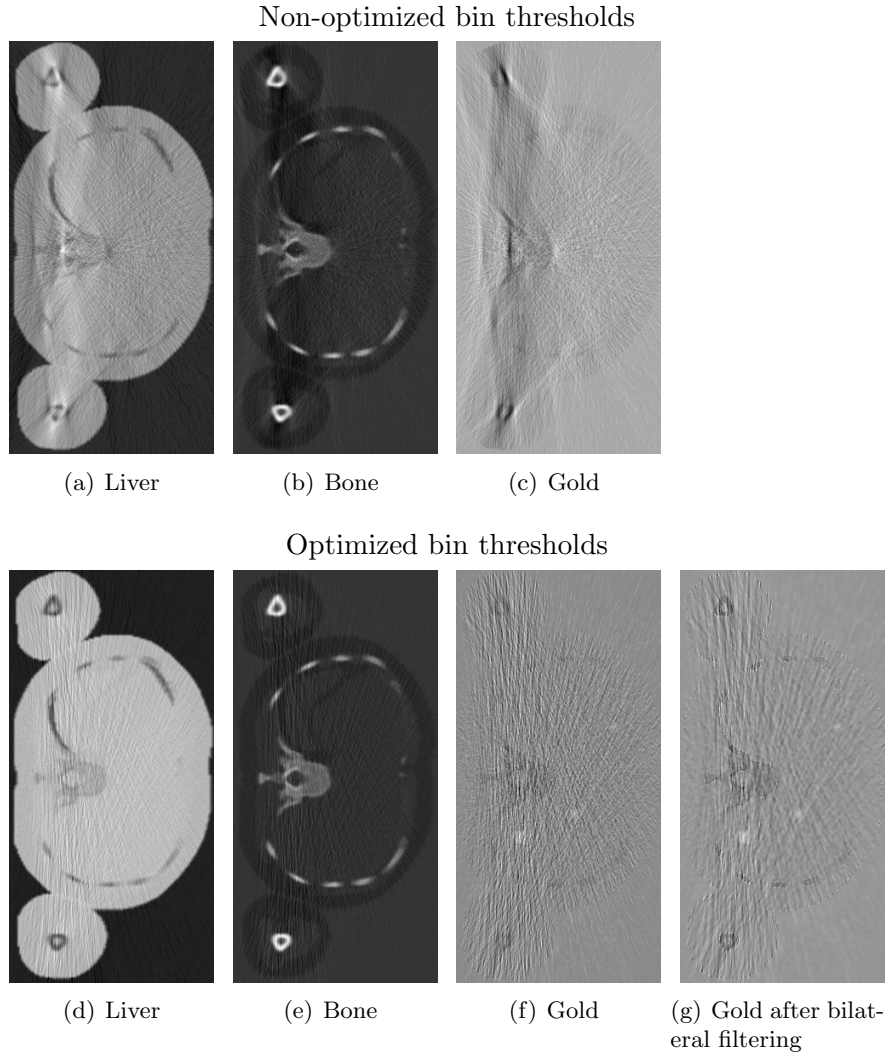 Non-optimized bin thresholds
(a) Liver
(b) Bone
(c) Gold
Optimized bin thresholds
(d) Liver
(e) Bone
(f) Gold
(g) Gold after bilat-
eral filtering